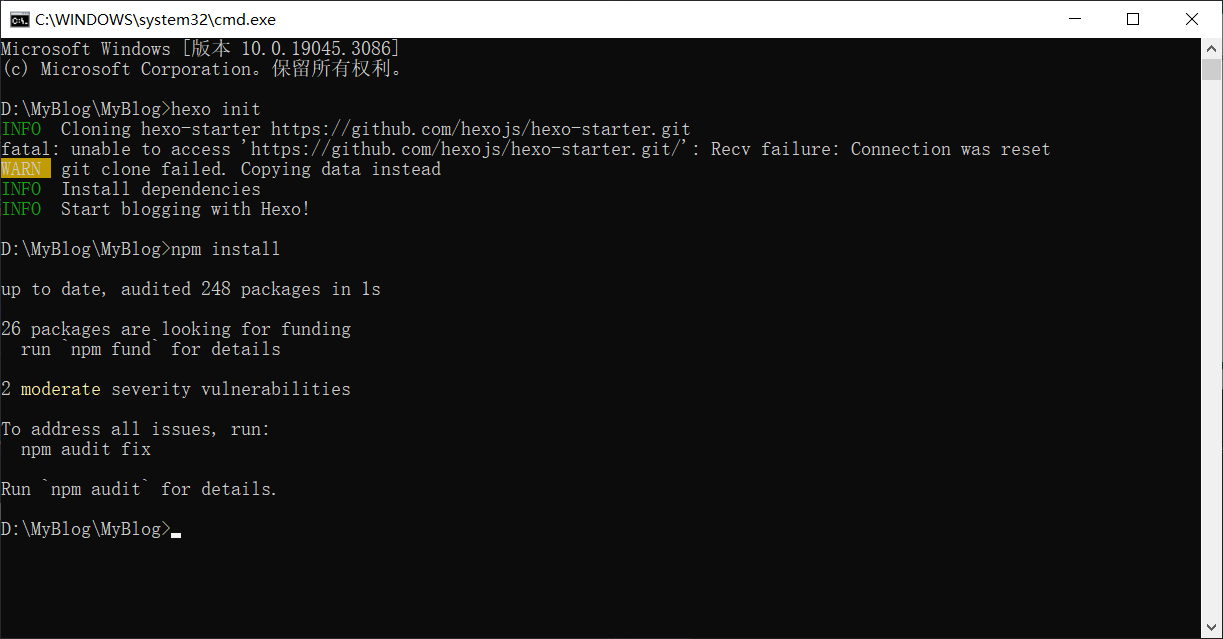 C:\WINDOWS\system32\cmd.exe
Microsoft Windows [版本 10.0.19045.3086]
(c) Microsoft Corporation。保留所有权利。
D:\MyBlog\MyBlog>hexo init
INFO  Cloning hexo-starter https://github.com/hexojs/hexo-starter.git
fatal: unable to access 'https://github.com/hexojs/hexo-starter.git/': Recv failure: Connection was reset
WARN  git clone failed. Copying data instead
INFO  Install dependencies
INFO  Start blogging with Hexo!
D:\MyBlog\MyBlog>npm install
up to date, audited 248 packages in 1s
26 packages are looking for funding
  run `npm fund` for details
2 moderate severity vulnerabilities
To address all issues, run:
  npm audit fix
Run `npm audit` for details.
D:\MyBlog\MyBlog>